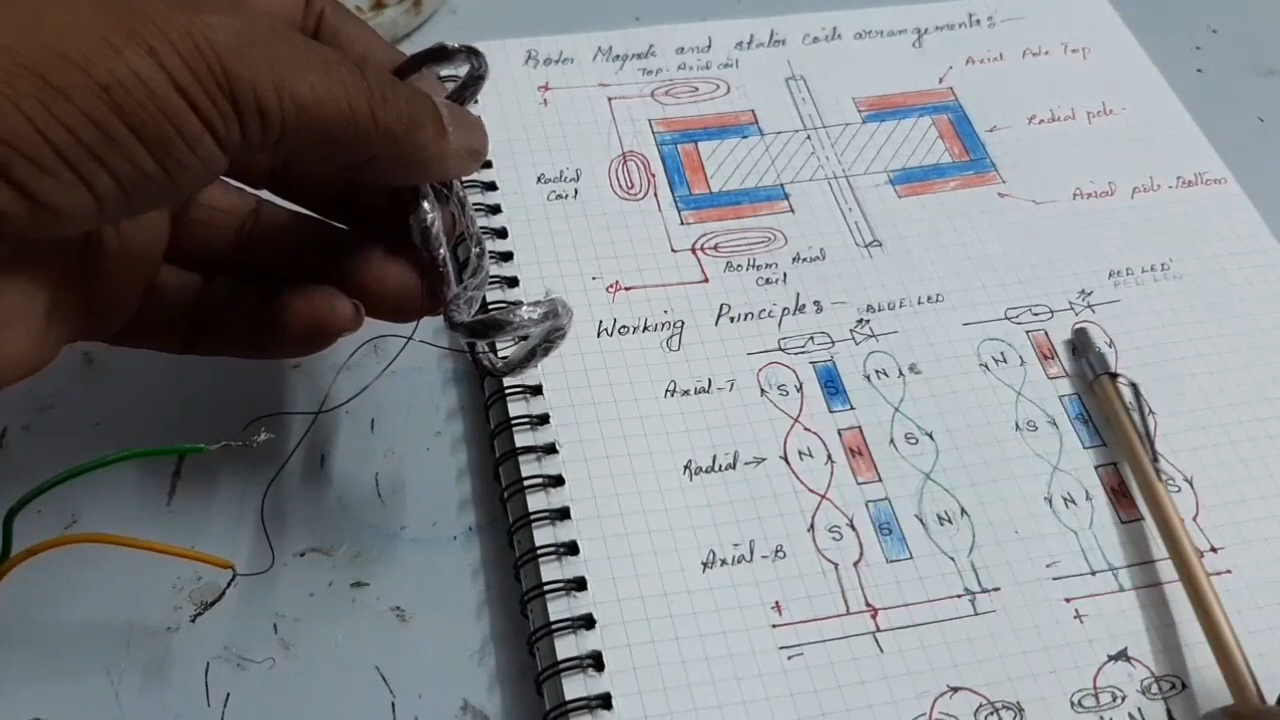 Rotor Magnets and stator coils arrangements:—
Top-Axial coil
Axial Pole Top
+
Radial pole-
Radial
Coil
Axial pole-Bottom
Bottom Axial
Coil
-
Working Principle:-
BLUE LED
RED LED
Axial-T
S
S
N
N
N
Radial →
N
N
S
S
S
Axial-B
S
S
N
N
N
S
+
-
-
+